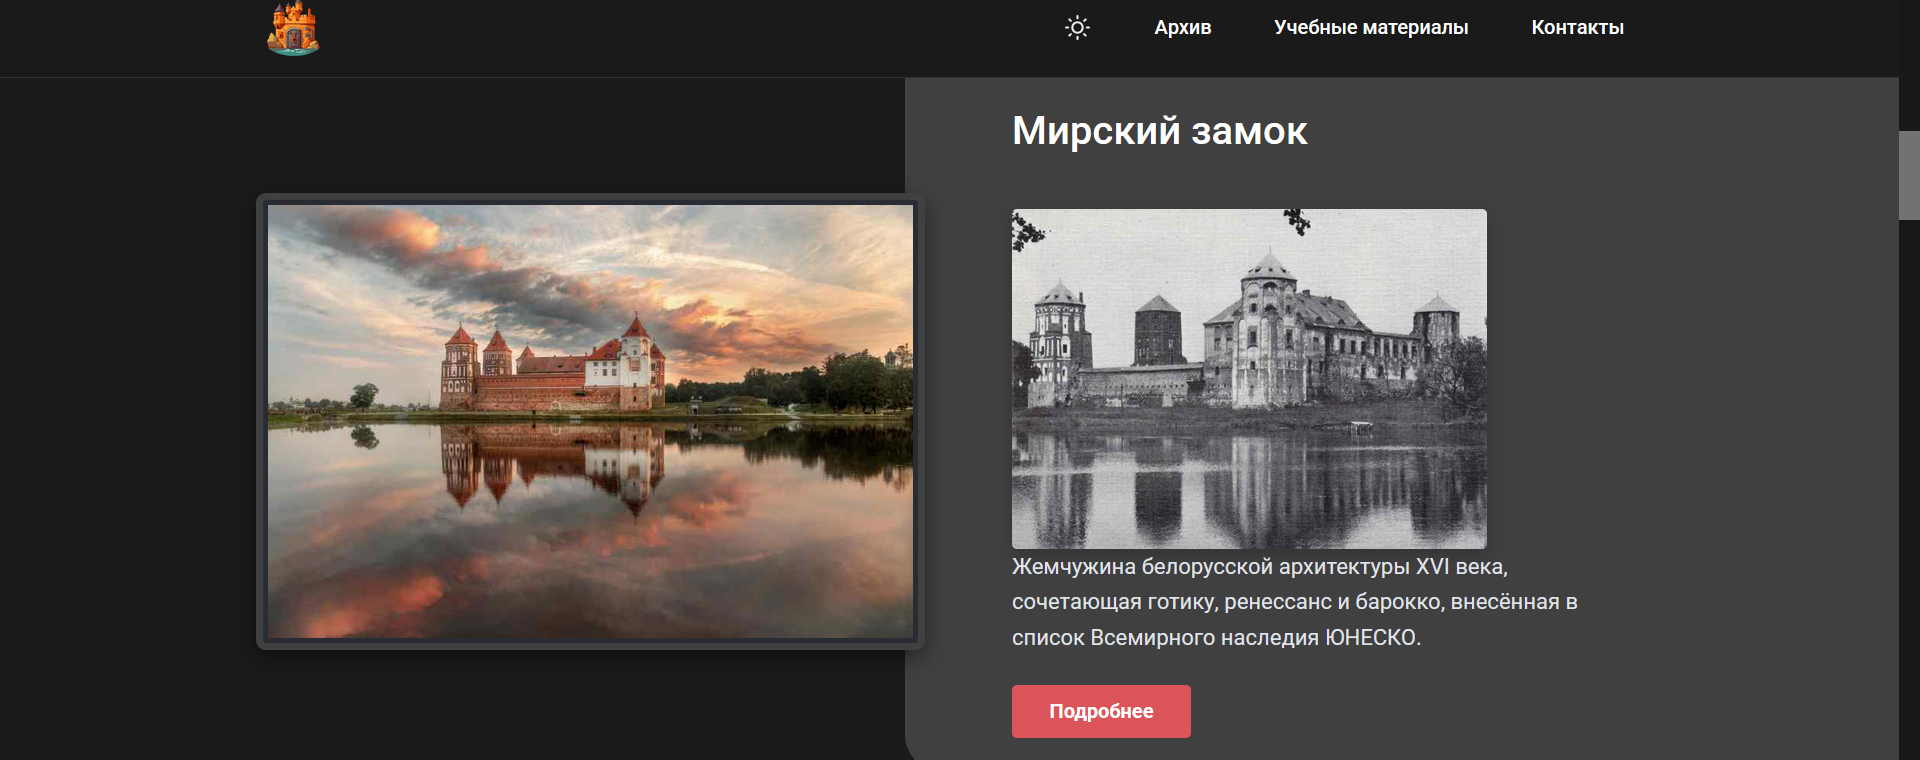 Архив
Учебные материалы
Контакты
Мирский замок
Жемчужина белорусской архитектуры XVI века,
сочетающая готику, ренессанс и барокко, внесённая в
список Всемирного наследия ЮНЕСКО.
Подробнее